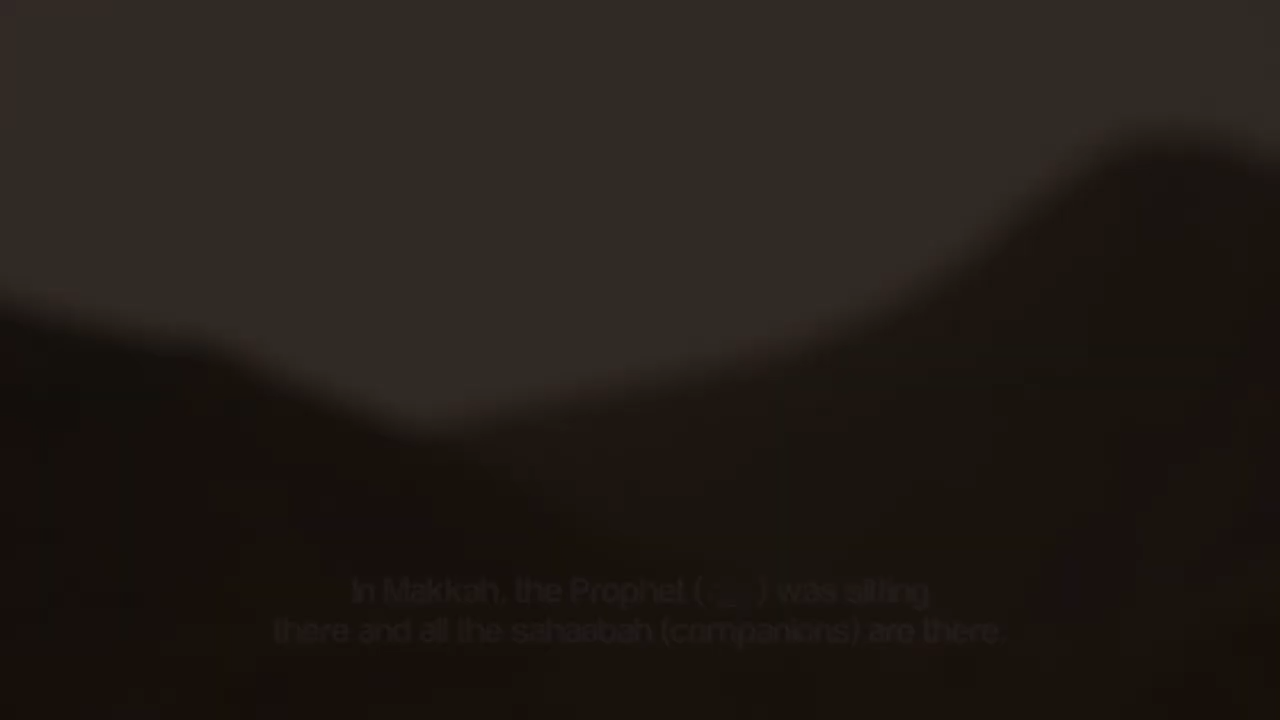 In Makkah, the Prophet ( ) was sitting
there and all the sahaabah (companions) are there.